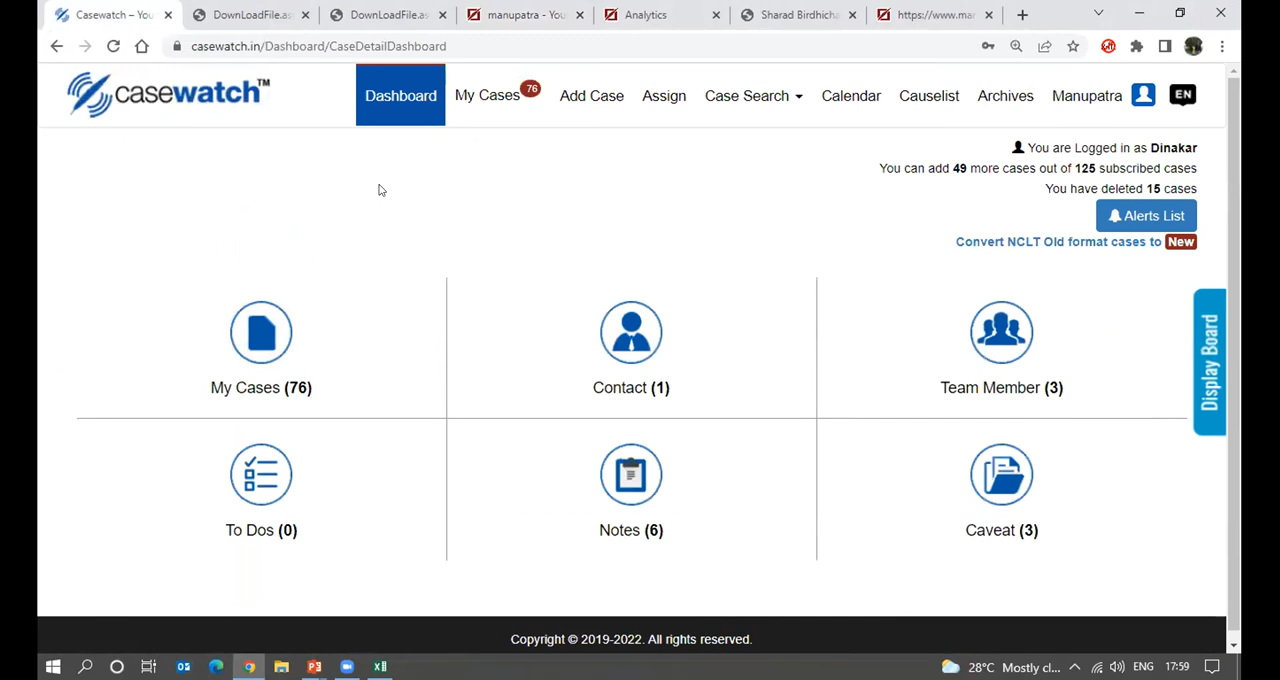 Casewatch – You
DownLoadFile.as
DownLoadFile.as
manupatra - You
Analytics
Sharad Birdhicha
https://www.mar
casewatch.in/Dashboard/CaseDetailDashboard
casewatch™
Dashboard
My Cases 76
Add Case
Assign
Case Search
Calendar
Causelist
Archives
Manupatra
EN
You are Logged in as Dinakar
You can add 49 more cases out of 125 subscribed cases
You have deleted 15 cases
Alerts List
Convert NCLT Old format cases to New
Display Board
My Cases (76)
Contact (1)
Team Member (3)
To Dos (0)
Notes (6)
Caveat (3)
Copyright © 2019-2022. All rights reserved.
28°C Mostly cl... ENG 17:59